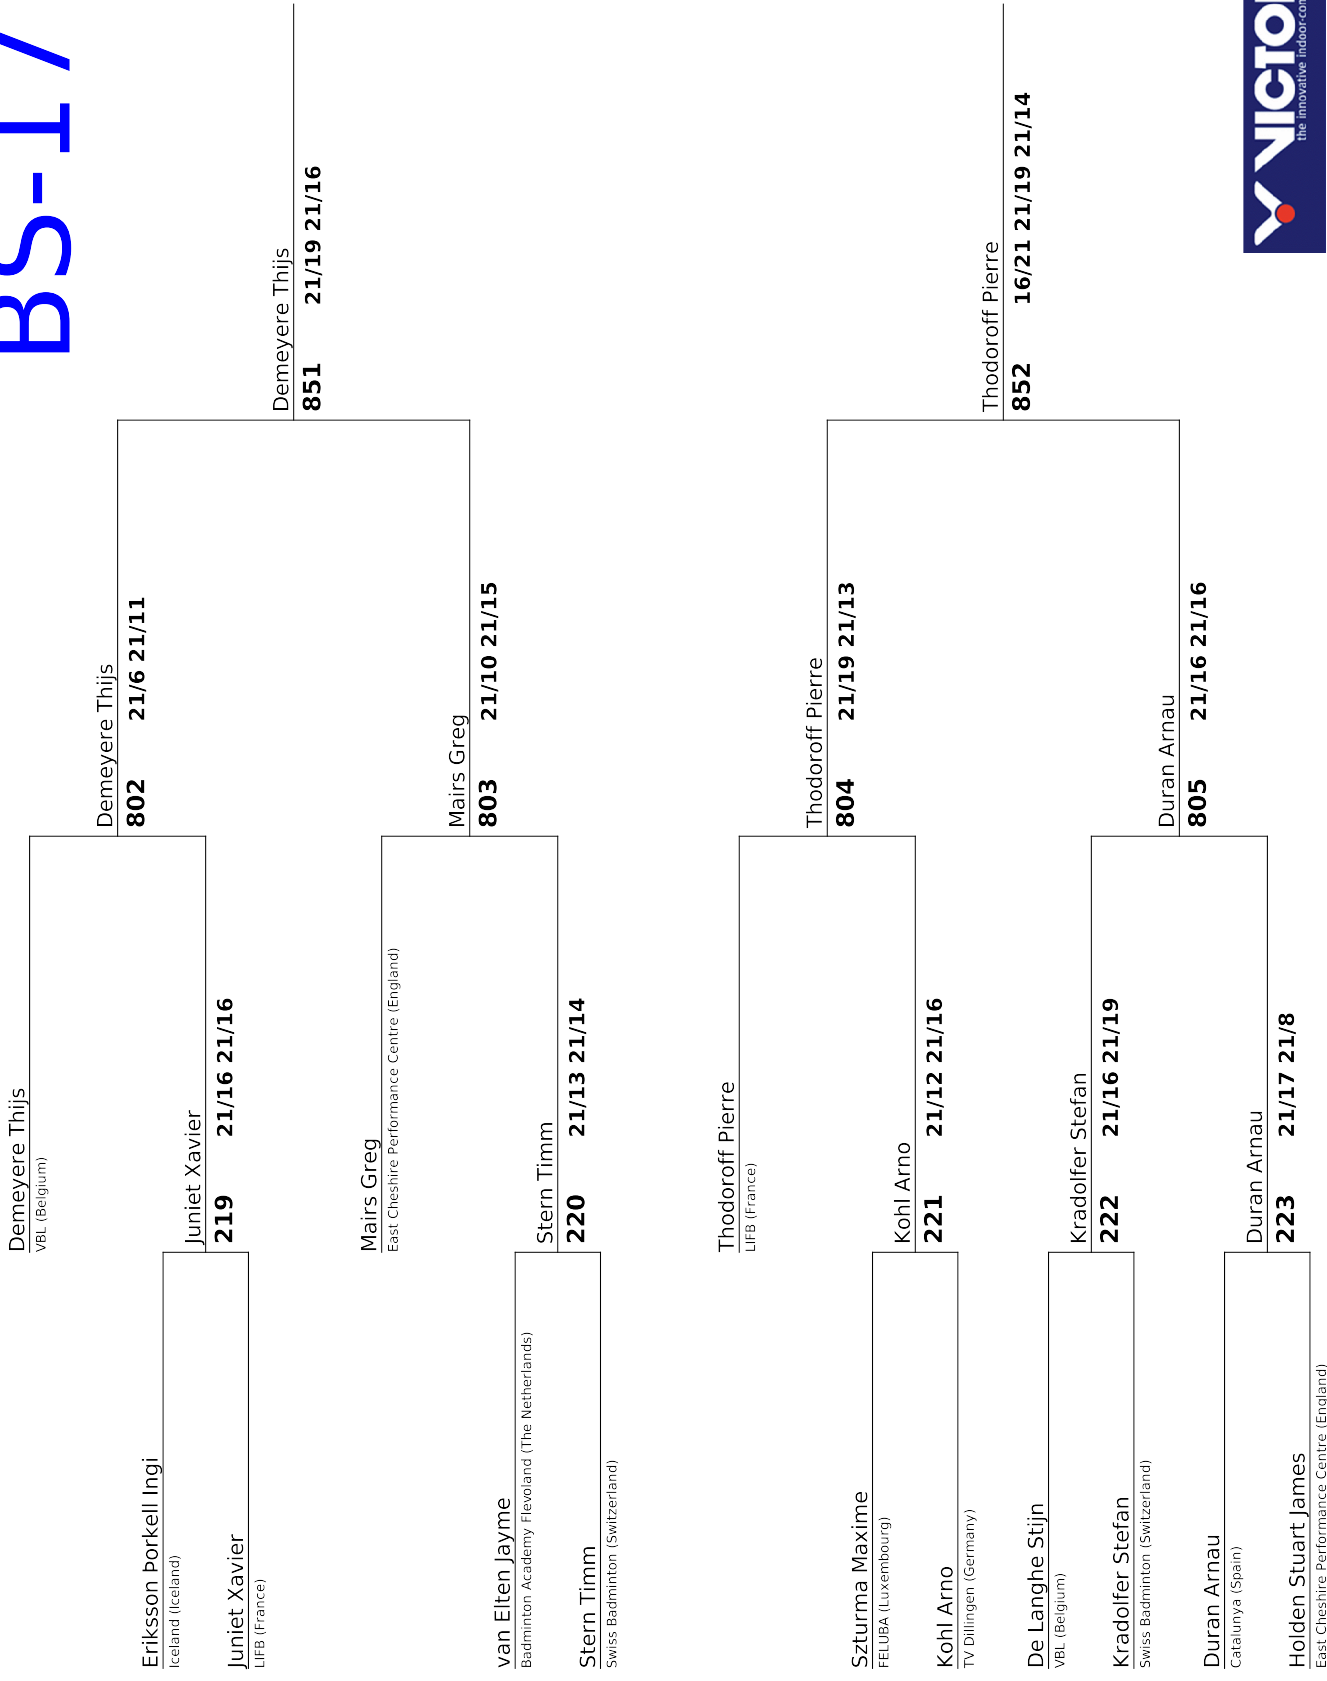 BS-17
Demeyere Thijs
VBL (Belgium)
Demeyere Thijs
802 21/6 21/11
Eriksson Þorkell Ingi
Iceland (Iceland)
Juniet Xavier
219 21/16 21/16
Juniet Xavier
LIFB (France)
Demeyere Thijs
851 21/19 21/16
Mairs Greg
East Cheshire Performance Centre (England)
Mairs Greg
803 21/10 21/15
van Elten Jayme
Badminton Academy Flevoland (The Netherlands)
Stern Timm
220 21/13 21/14
Stern Timm
Swiss Badminton (Switzerland)
Thodoroff Pierre
LIFB (France)
Thodoroff Pierre
804 21/19 21/13
Szturma Maxime
FELUBA (Luxembourg)
Kohl Arno
221 21/12 21/16
Kohl Arno
TV Dillingen (Germany)
Thodoroff Pierre
852 16/21 21/19 21/14
De Langhe Stijn
VBL (Belgium)
Kradolfer Stefan
222 21/16 21/19
Kradolfer Stefan
Swiss Badminton (Switzerland)
Duran Arnau
805 21/16 21/16
Duran Arnau
Catalunya (Spain)
Duran Arnau
223 21/17 21/8
Holden Stuart James
East Cheshire Performance Centre (England)
VICTO
the innovative indoor-com